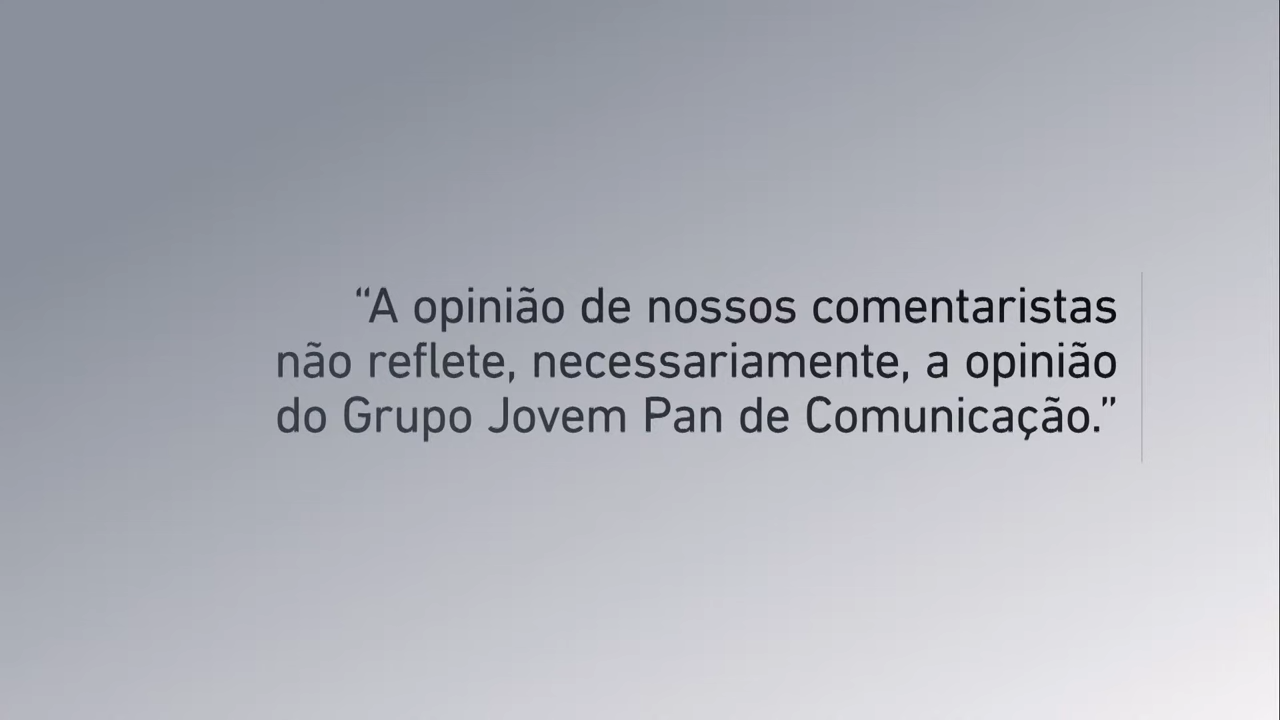 “A opinião de nossos comentaristas
não reflete, necessariamente, a opinião
do Grupo Jovem Pan de Comunicação.”